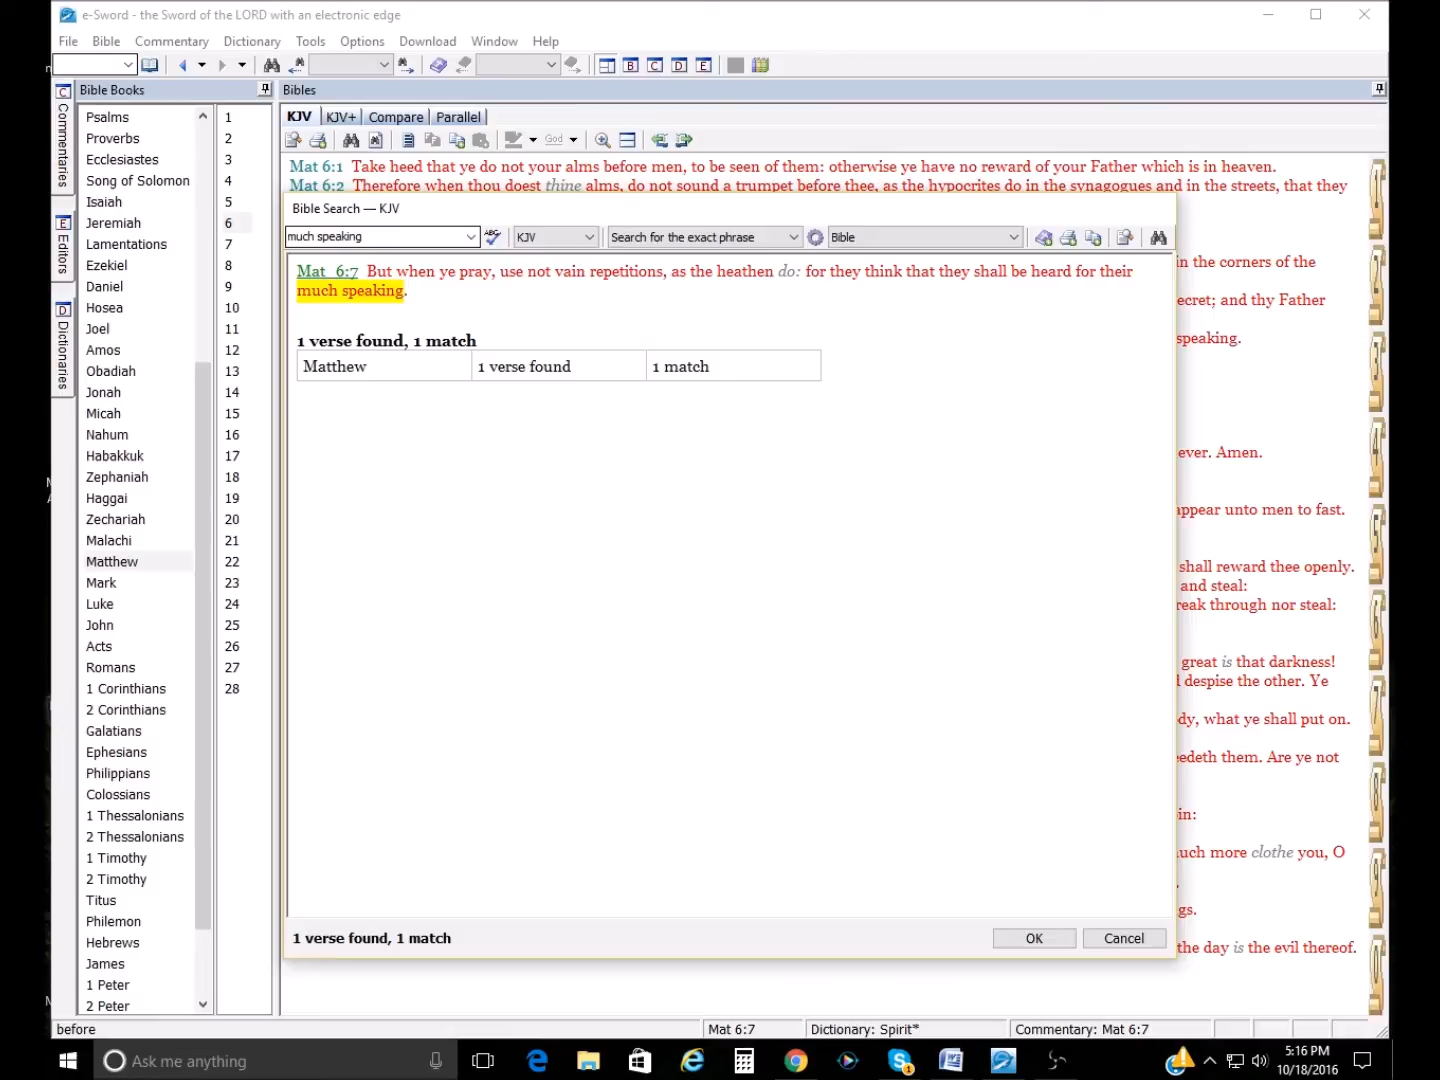 e-Sword - the Sword of the LORD with an electronic edge
File Bible Commentary Dictionary Tools Options Download Window Help
B C D E
Bible Books
Bibles
C Commentaries
E Editors
D Dictionaries
Psalms
Proverbs
Ecclesiastes
Song of Solomon
Isaiah
Jeremiah
Lamentations
Ezekiel
Daniel
Hosea
Joel
Amos
Obadiah
Jonah
Micah
Nahum
Habakkuk
Zephaniah
Haggai
Zechariah
Malachi
Matthew
Mark
Luke
John
Acts
Romans
1 Corinthians
2 Corinthians
Galatians
Ephesians
Philippians
Colossians
1 Thessalonians
2 Thessalonians
1 Timothy
2 Timothy
Titus
Philemon
Hebrews
James
1 Peter
2 Peter
1
2
3
4
5
6
7
8
9
10
11
12
13
14
15
16
17
18
19
20
21
22
23
24
25
26
27
28
KJV KJV+ Compare Parallel
God
Mat 6:1 Take heed that ye do not your alms before men, to be seen of them: otherwise ye have no reward of your Father which is in heaven.
Mat 6:2 Therefore when thou doest thine alms, do not sound a trumpet before thee, as the hypocrites do in the synagogues and in the streets, that they
Bible Search — KJV
much speaking ABC KJV Search for the exact phrase Bible
Mat 6:7 But when ye pray, use not vain repetitions, as the heathen do: for they think that they shall be heard for their
much speaking.
1 verse found, 1 match
Matthew 1 verse found 1 match
1 verse found, 1 match OK Cancel
in the corners of the
ecret; and thy Father
speaking.
ever. Amen.
appear unto men to fast.
shall reward thee openly.
and steal:
reak through nor steal:
great is that darkness!
despise the other. Ye
dy, what ye shall put on.
eedeth them. Are ye not
in:
uch more clothe you, O
gs.
the day is the evil thereof.
1
2
3
4
5
6
7
8
9
before Mat 6:7 Dictionary: Spirit* Commentary: Mat 6:7
Ask me anything
1
5:16 PM
10/18/2016